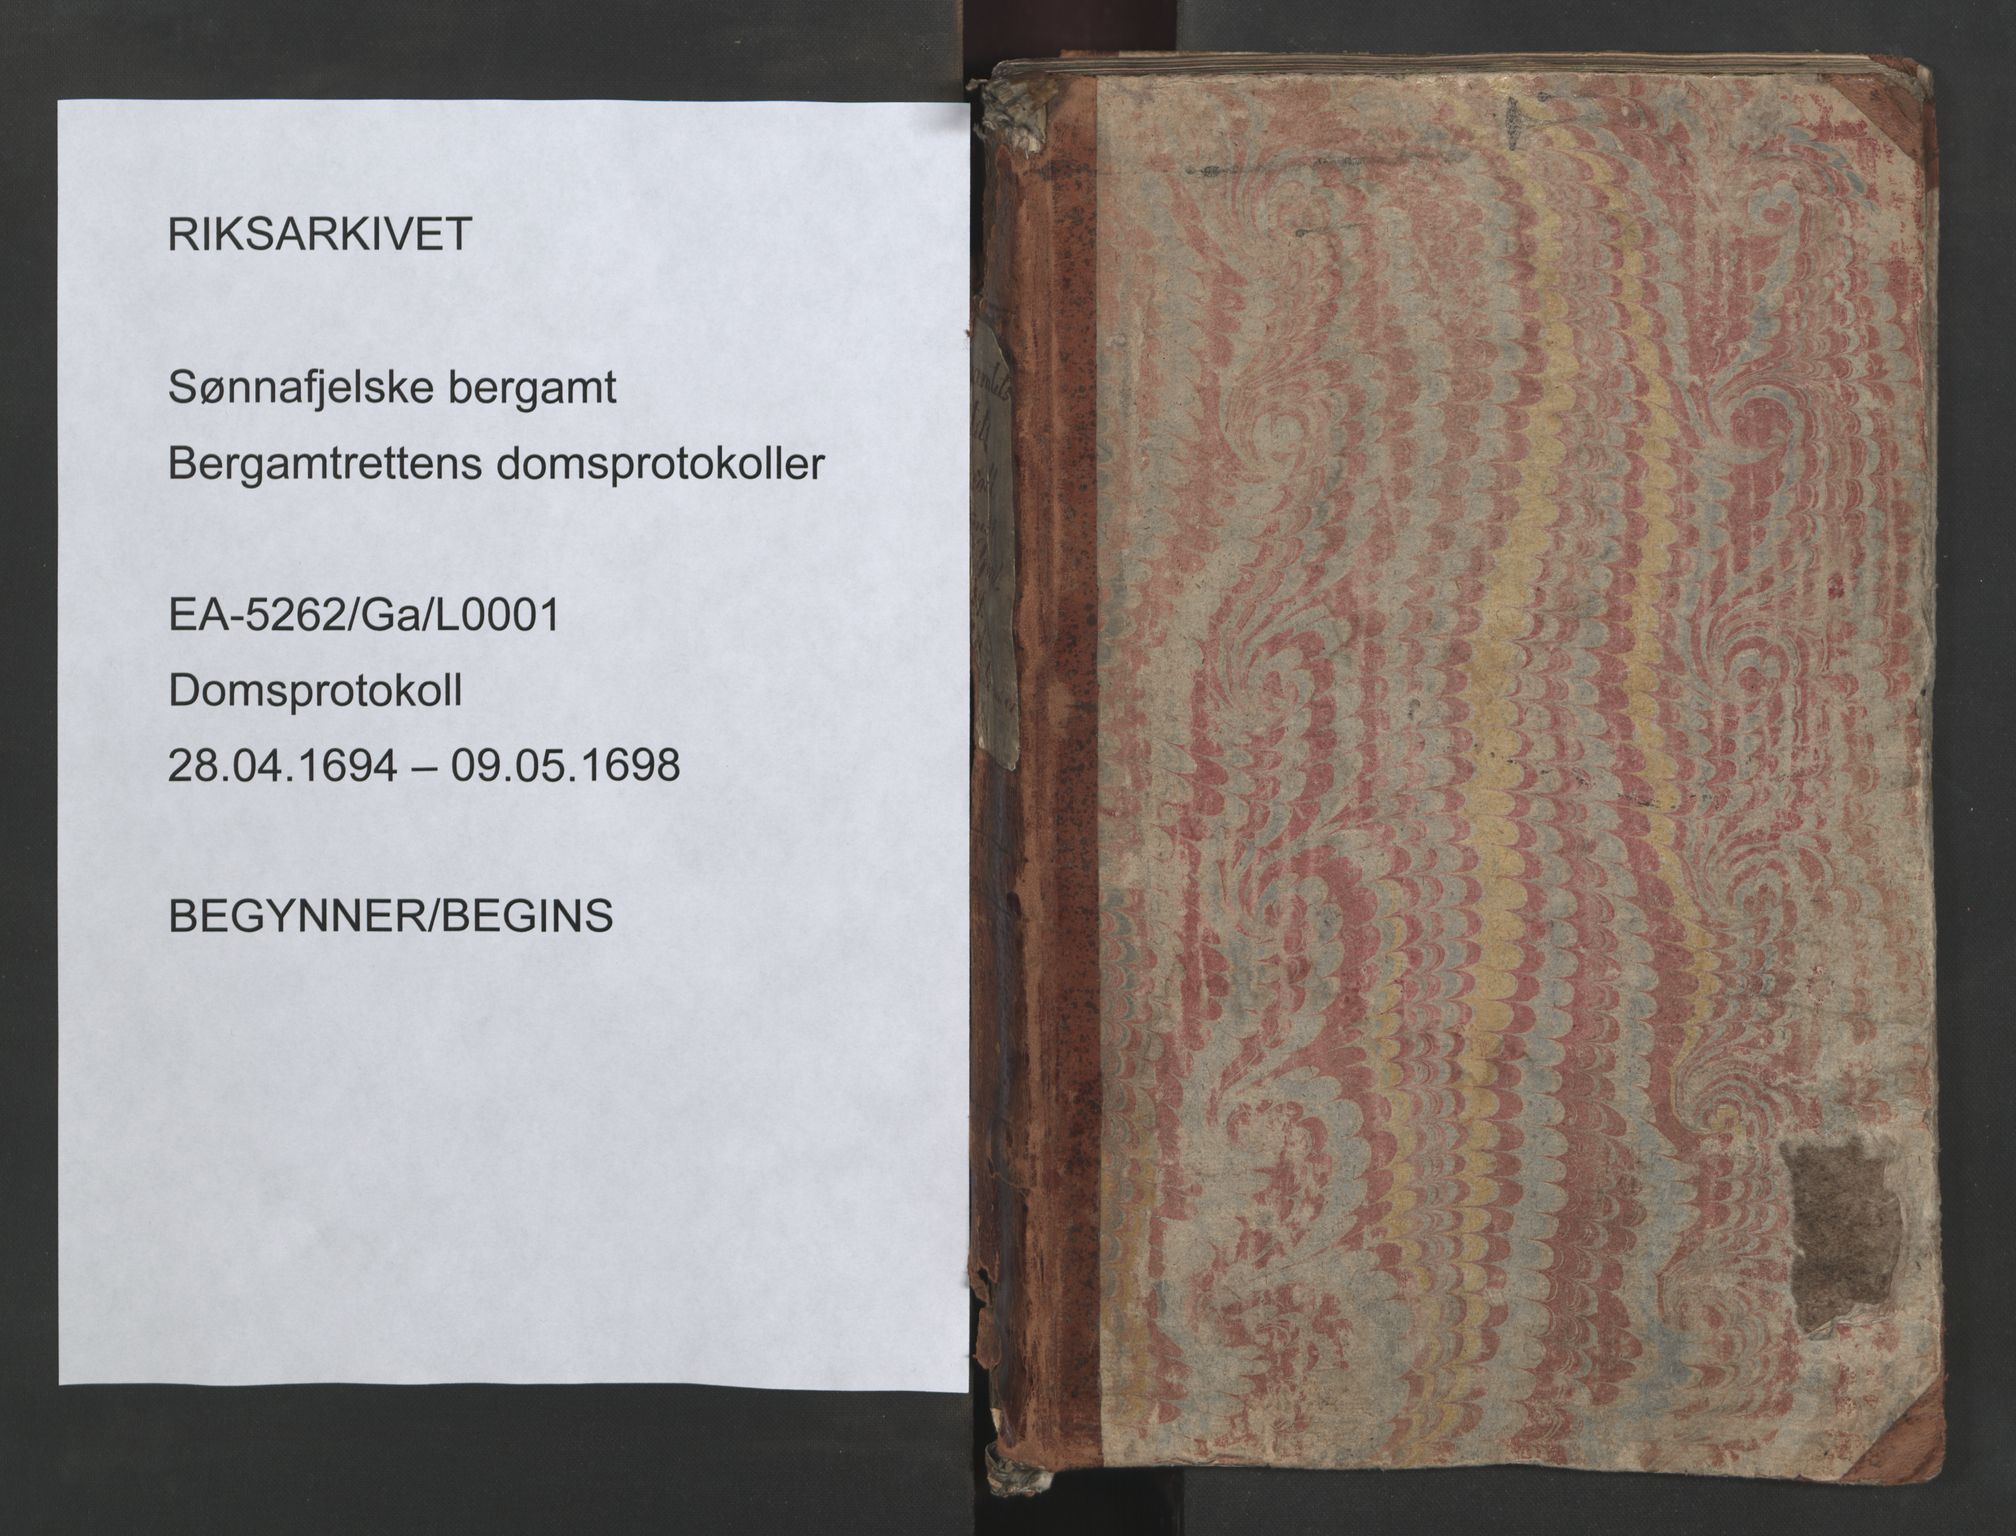 RIKSARKIVET
Sønnafjelske bergamt
Bergamtrettens domsprotokoller
EA-5262/Ga/L0001
Domsprotokoll
28.04.1694 – 09.05.1698
BEGYNNER/BEGINS